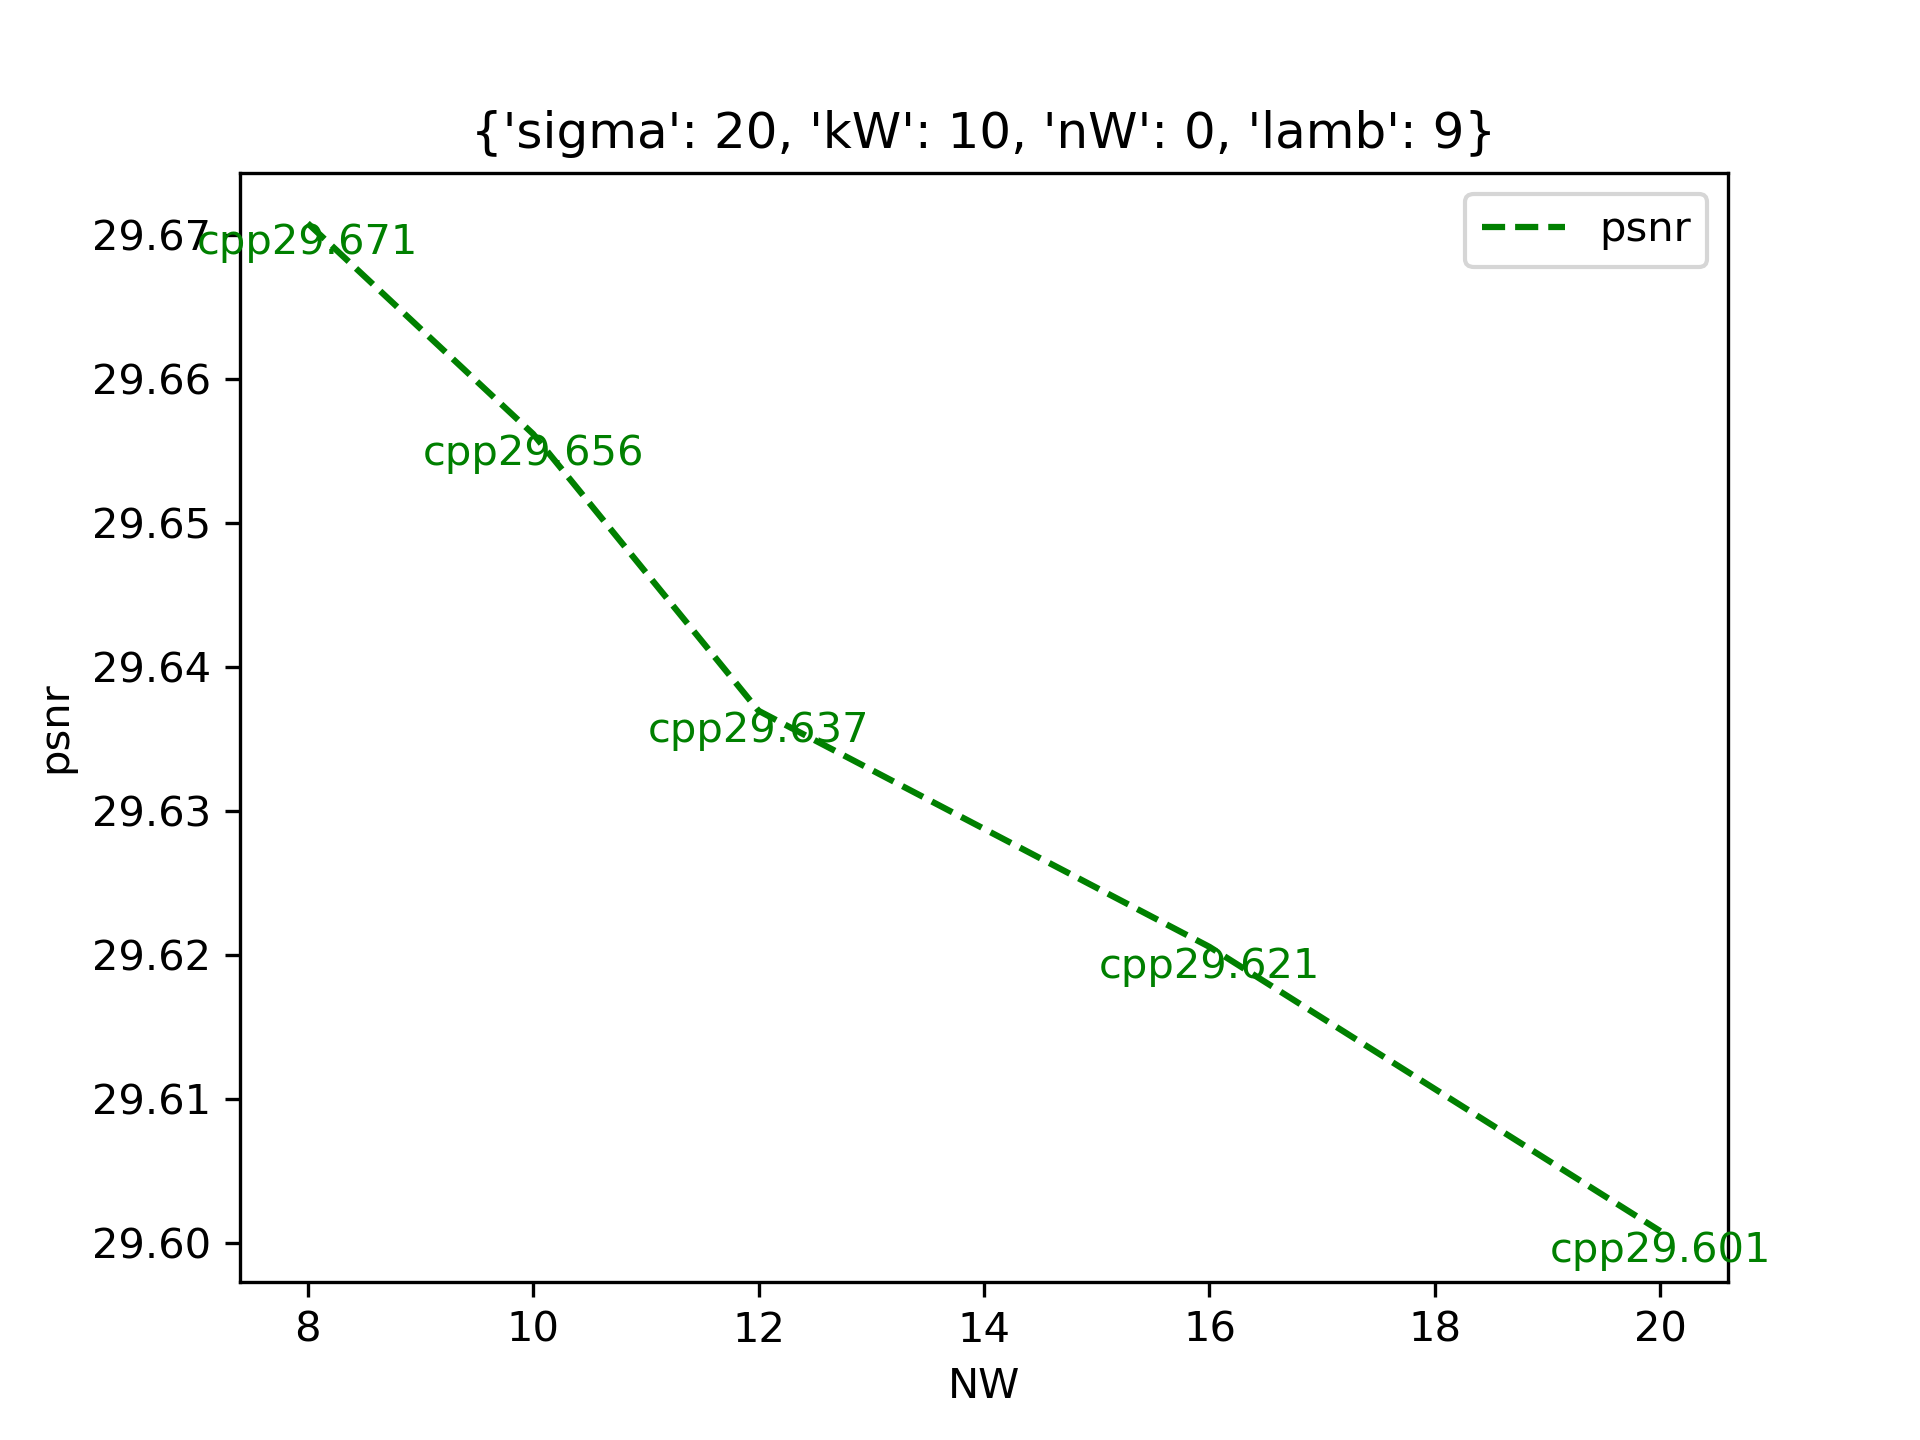 {'sigma': 20, 'kW': 10, 'nW': 0, 'lamb': 9}
psnr
29.67
cpp29.671
29.66
cpp29.656
29.65
29.64
cpp29.637
psnr
29.63
29.62
cpp29.621
29.61
29.60
cpp29.601
8 10 12 14 16 18 20
NW